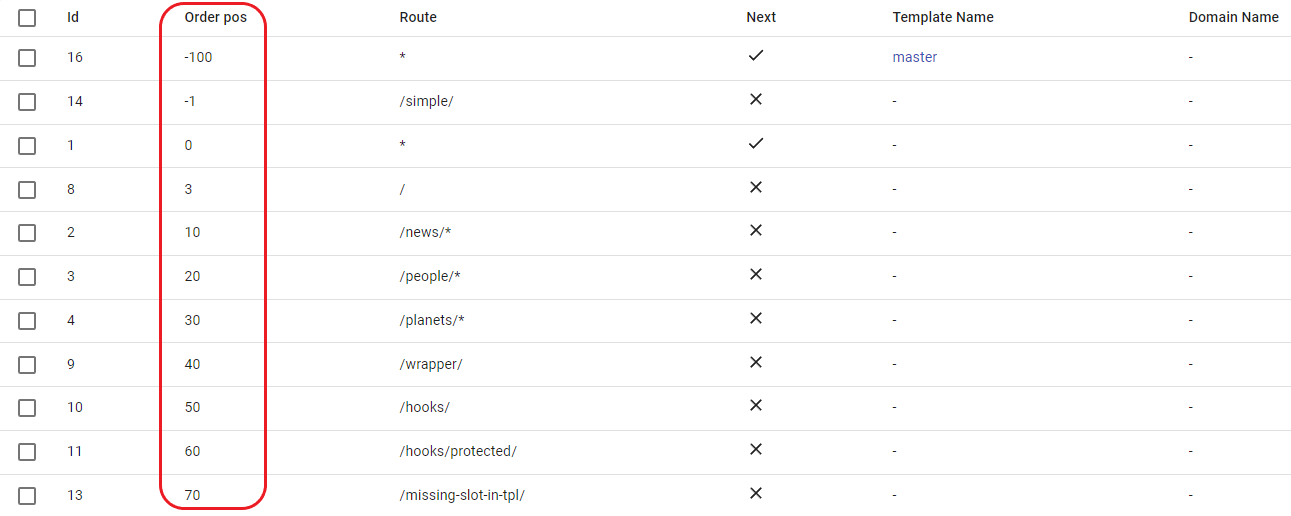 Id Order pos Route Next Template Name Domain Name
16 -100 * ✓ master -
14 -1 /simple/ ✕ - -
1 0 * ✓ - -
8 3 / ✕ - -
2 10 /news/* ✕ - -
3 20 /people/* ✕ - -
4 30 /planets/* ✕ - -
9 40 /wrapper/ ✕ - -
10 50 /hooks/ ✕ - -
11 60 /hooks/protected/ ✕ - -
13 70 /missing-slot-in-tpl/ ✕ - -